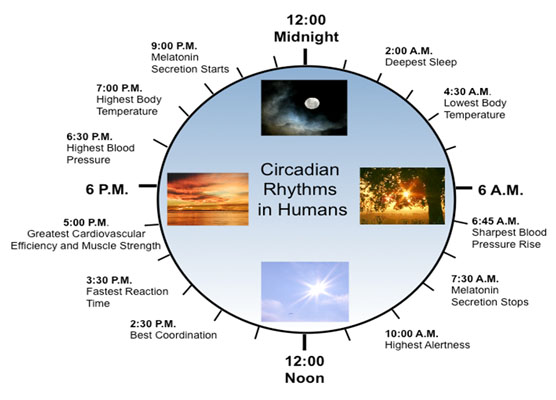 12:00
Midnight
2:00 A.M.
Deepest Sleep
4:30 A.M.
Lowest Body
Temperature
6 A.M.
6:45 A.M.
Sharpest Blood
Pressure Rise
7:30 A.M.
Melatonin
Secretion Stops
10:00 A.M.
Highest Alertness
12:00
Noon
2:30 P.M.
Best Coordination
3:30 P.M.
Fastest Reaction
Time
5:00 P.M.
Greatest Cardiovascular
Efficiency and Muscle Strength
6 P.M.
6:30 P.M.
Highest Blood
Pressure
7:00 P.M.
Highest Body
Temperature
9:00 P.M.
Melatonin
Secretion Starts
Circadian
Rhythms
in Humans